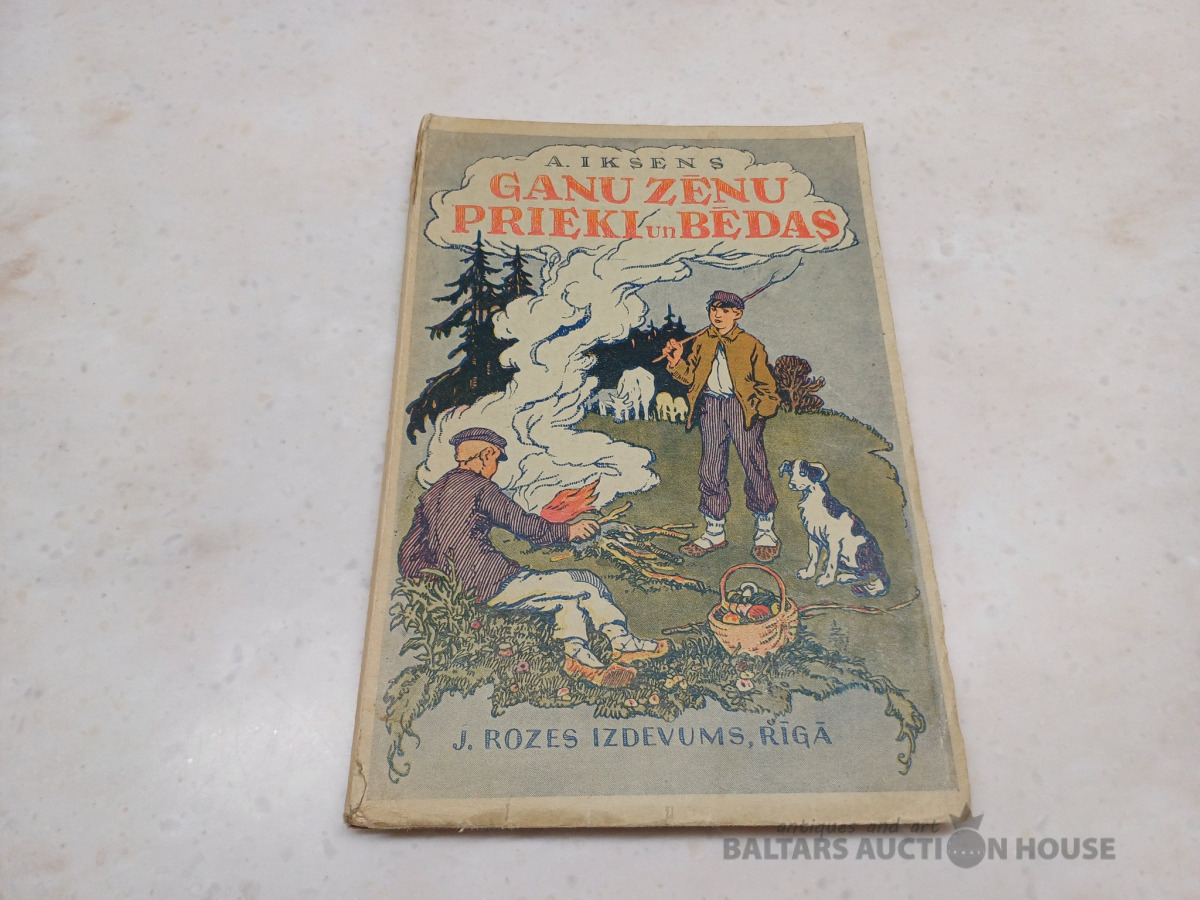 A. IKSENS
GANU ZĒNU
PRIEKI un BĒDAS
J. ROZES IZDEVUMS, RĪGĀ
antiques and art
BALTARS AUCTION HOUSE